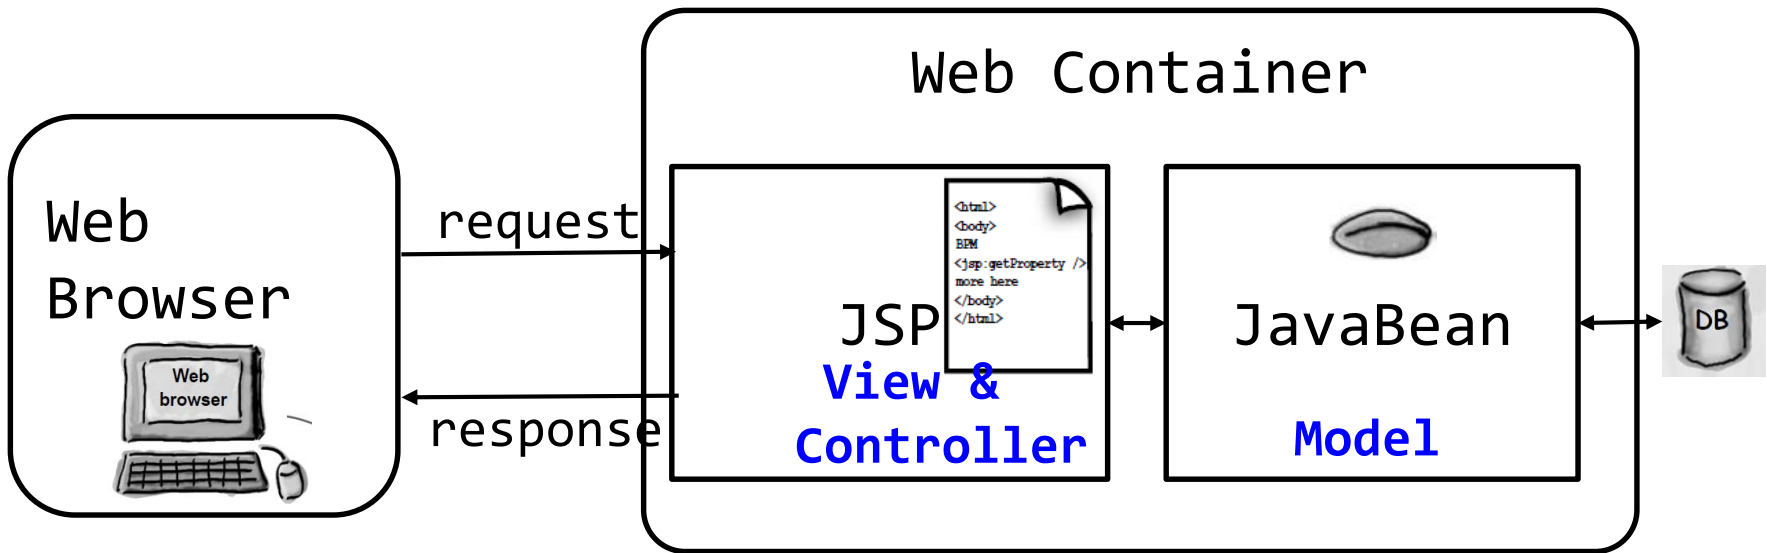 Web Container
Web
Browser
Web
browser
request
response
<html>
<body>
BPM
<jsp:getProperty />
more here
</body>
</html>
JSP
View &
Controller
JavaBean
Model
DB